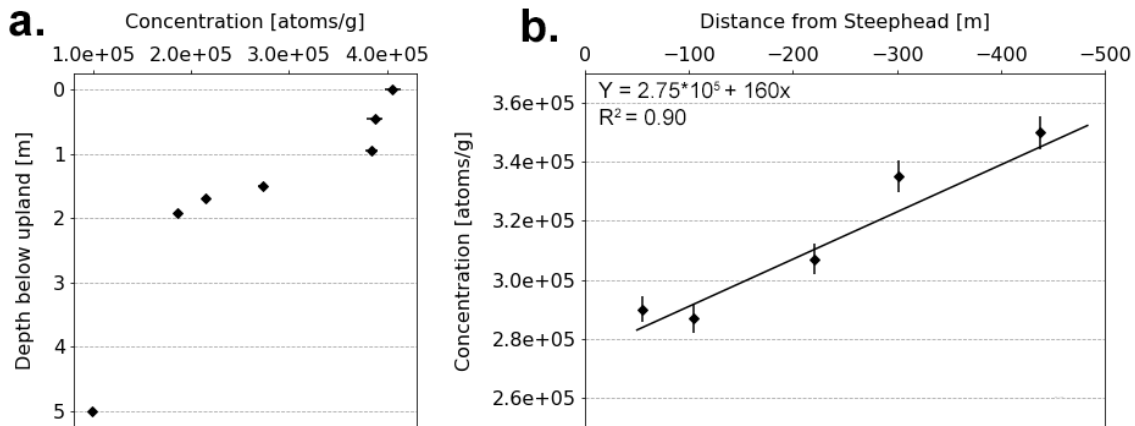 a.
Concentration [atoms/g]
1.0e+05 2.0e+05 3.0e+05 4.0e+05
Depth below upland [m]
0
1
2
3
4
5
b.
Distance from Steephead [m]
0 −100 −200 −300 −400 −500
Concentration [atoms/g]
Y = 2.75*10⁵ + 160x
R² = 0.90
3.6e+05
3.4e+05
3.2e+05
3.0e+05
2.8e+05
2.6e+05